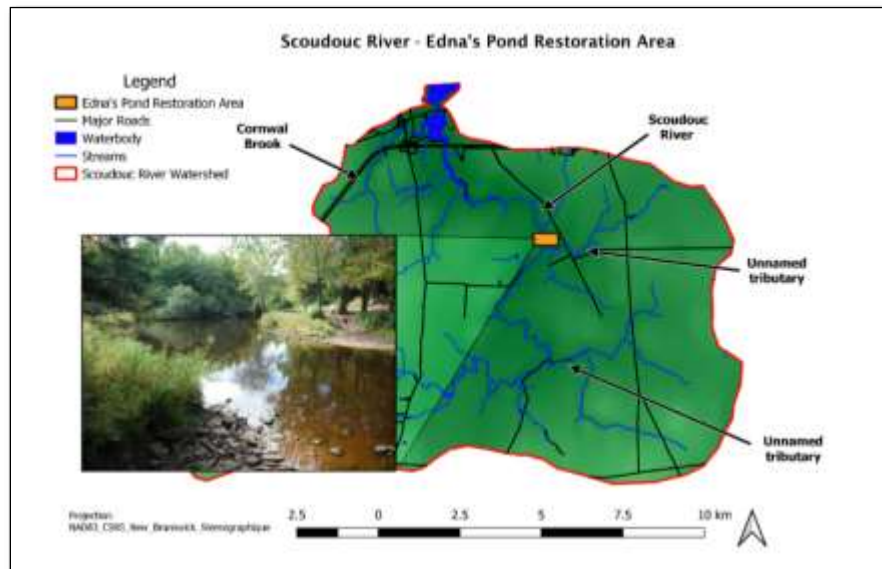 Scoudouc River - Edna's Pond Restoration Area
Legend
Edna's Pond Restoration Area
Major Roads
Waterbody
Streams
Scoudouc River Watershed
Cornwal
Brook
Scoudouc
River
Unnamed
tributary
Unnamed
tributary
Projection:
NAD83_CSRS_New_Brunswick_Stereographique
2.5 0 2.5 5 7.5 10 km